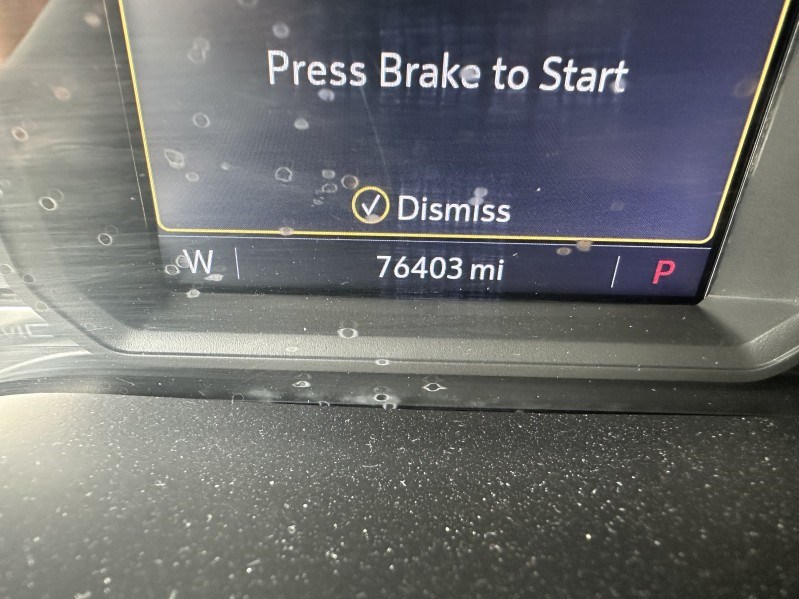 Press Brake to Start
Dismiss
W 76403 mi P